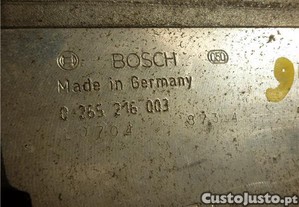 BOSCH
Made in Germany
0 265 216 003
CustoJusto.pt